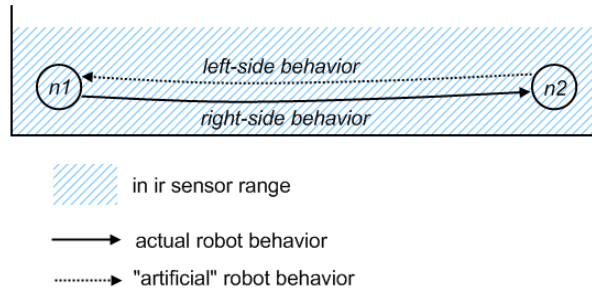 left-side behavior
n1
n2
right-side behavior
in ir sensor range
actual robot behavior
"artificial" robot behavior